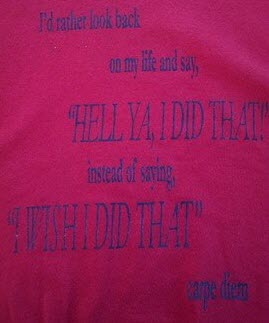 I'd rather look back
on my life and say,
"HELL YA, I DID THAT!"
instead of saying,
"I WISH I DID THAT"
carpe diem